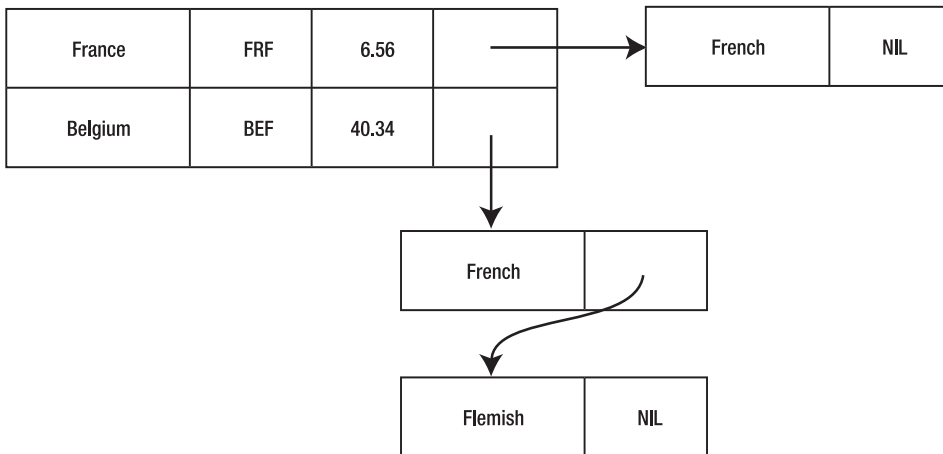 France FRF 6.56
French NIL
Belgium BEF 40.34
French
Flemish NIL